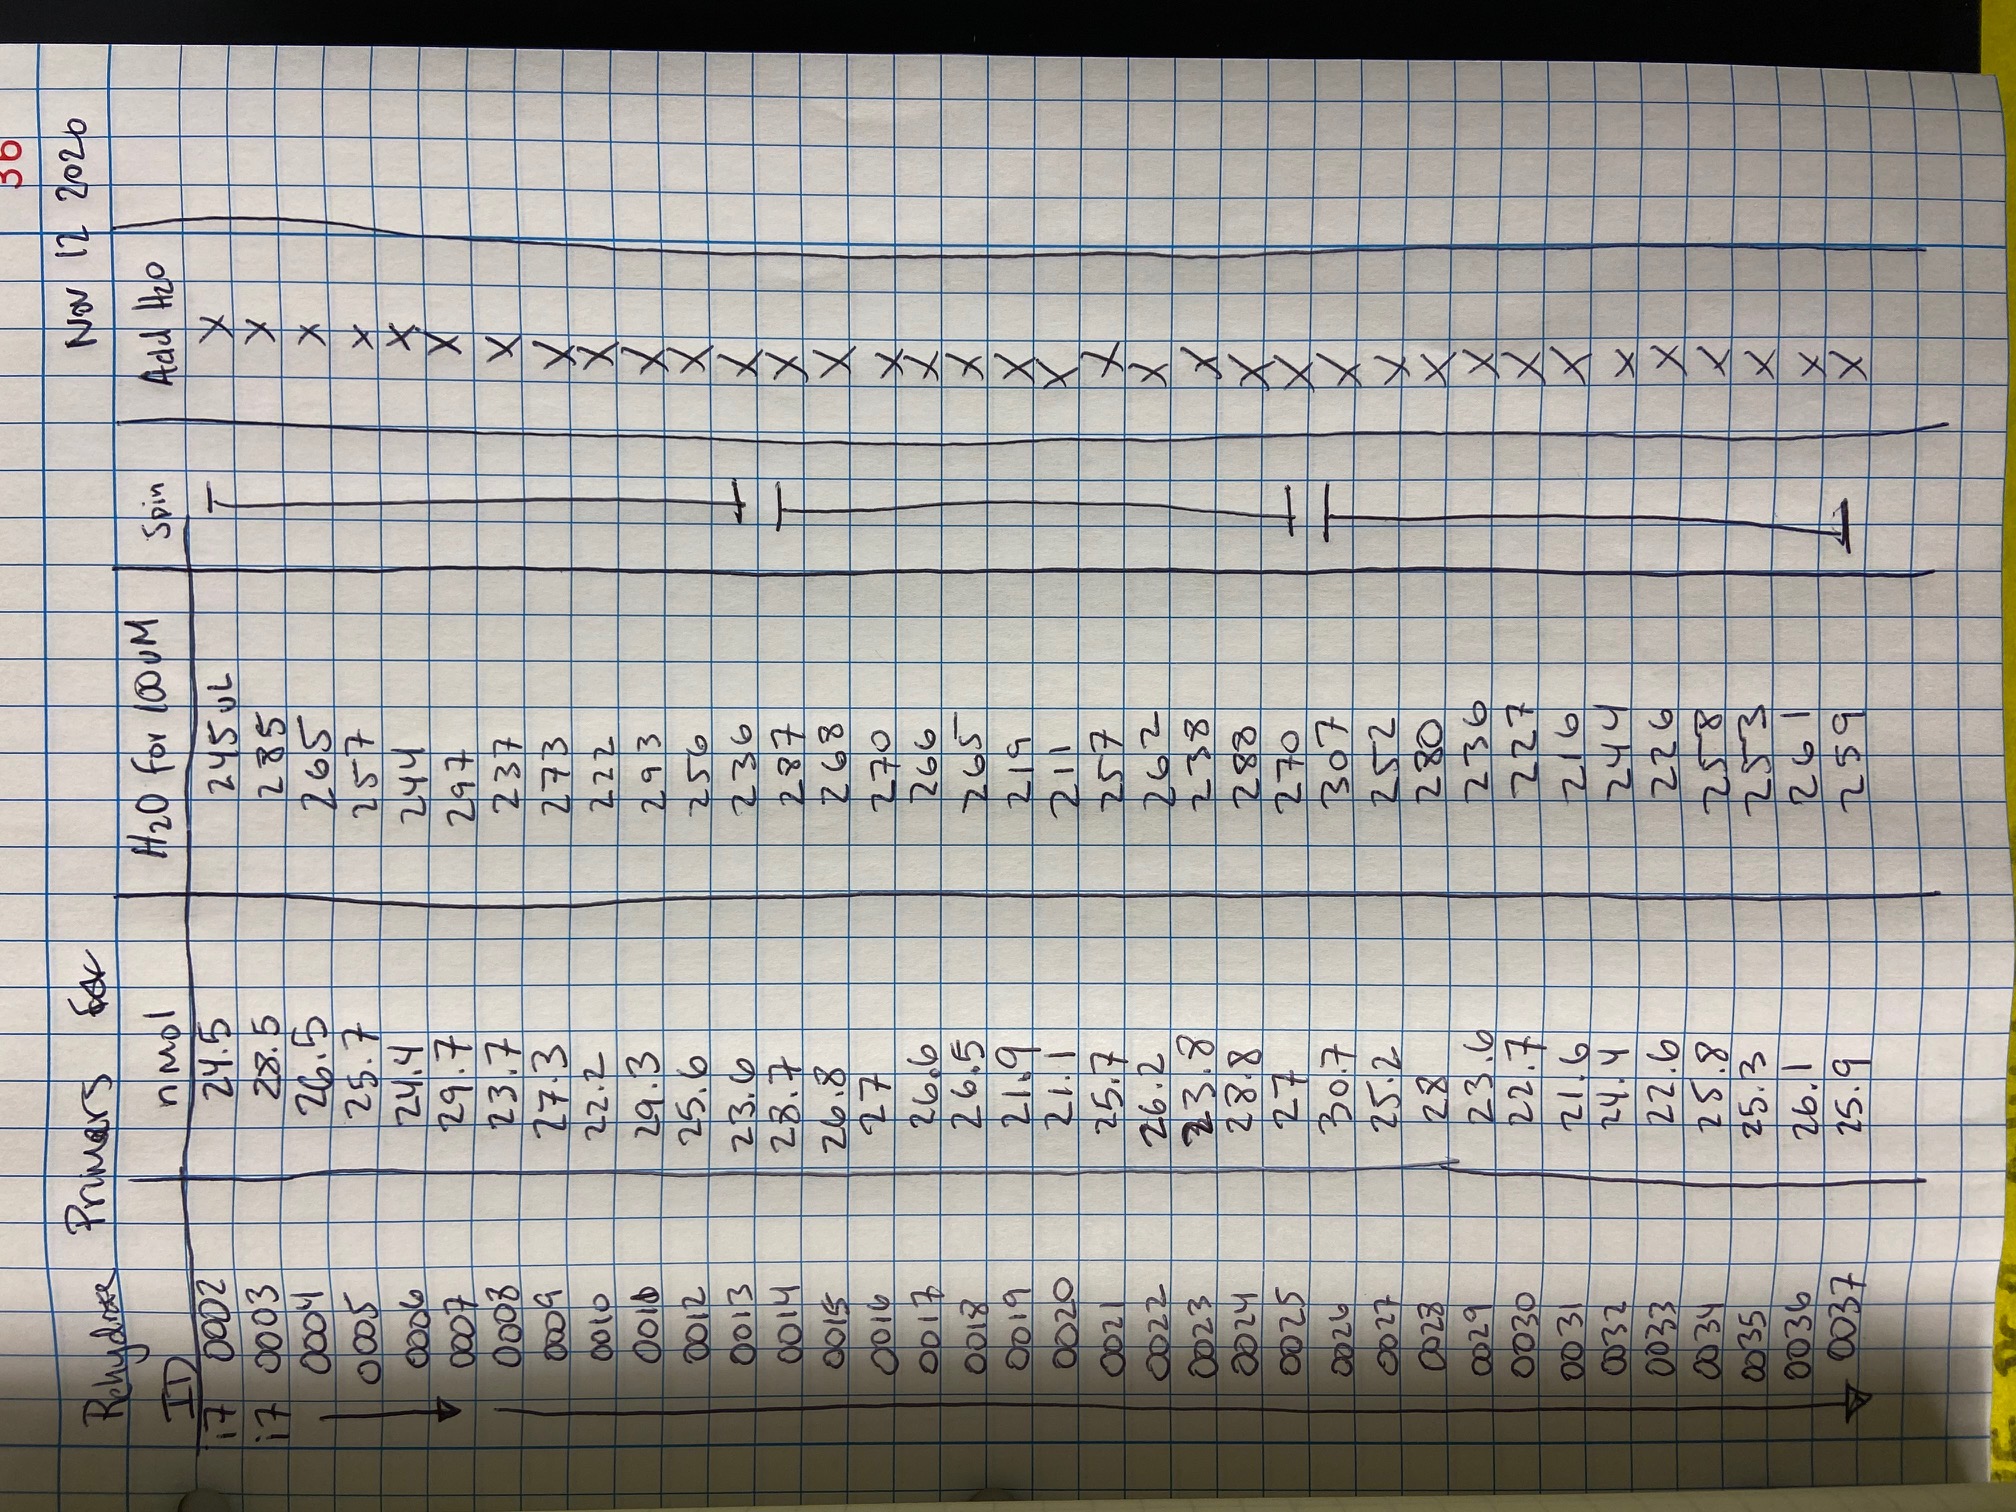 36
Rehydrate Primers Nov 12 2020
ID nMol H2O for 100uM Spin Add H2O
i7 0002 24.5 245 uL X
i7 0003 28.5 285 X
0004 26.5 265 X
0005 25.7 257 X
0006 24.4 244 X
0007 29.7 297 X
0008 23.7 237 X
0009 27.3 273 X
0010 22.2 222 X
0011 29.3 293 X
0012 25.6 256 X
0013 23.6 236 X
0014 28.7 287 X
0015 26.8 268 X
0016 27 270 X
0017 26.6 266 X
0018 26.5 265 X
0019 21.9 219 X
0020 21.1 211 X
0021 25.7 257 X
0022 26.2 262 X
0023 23.8 238 X
0024 28.8 288 X
0025 27 270 X
0026 30.7 307 X
0027 25.2 252 X
0028 28 280 X
0029 23.6 236 X
0030 22.7 227 X
0031 21.6 216 X
0032 24.4 244 X
0033 22.6 226 X
0034 25.8 258 X
0035 25.3 253 X
0036 26.1 261 X
0037 25.9 259 X